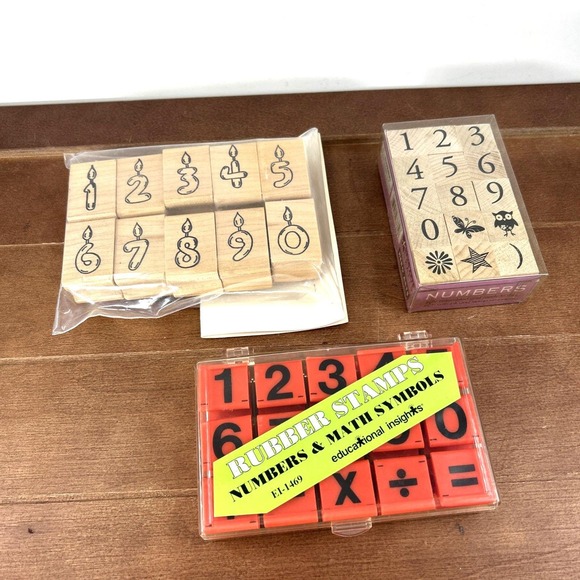 1 2 3 4 5
6 7 8 9 0
1 2 3
4 5 6
7 8 9
0
)
NUMBERS
1 2 3 4
6 0
X ÷ =
RUBBER STAMPS
NUMBERS & MATH SYMBOLS
EI-1469
educational insights